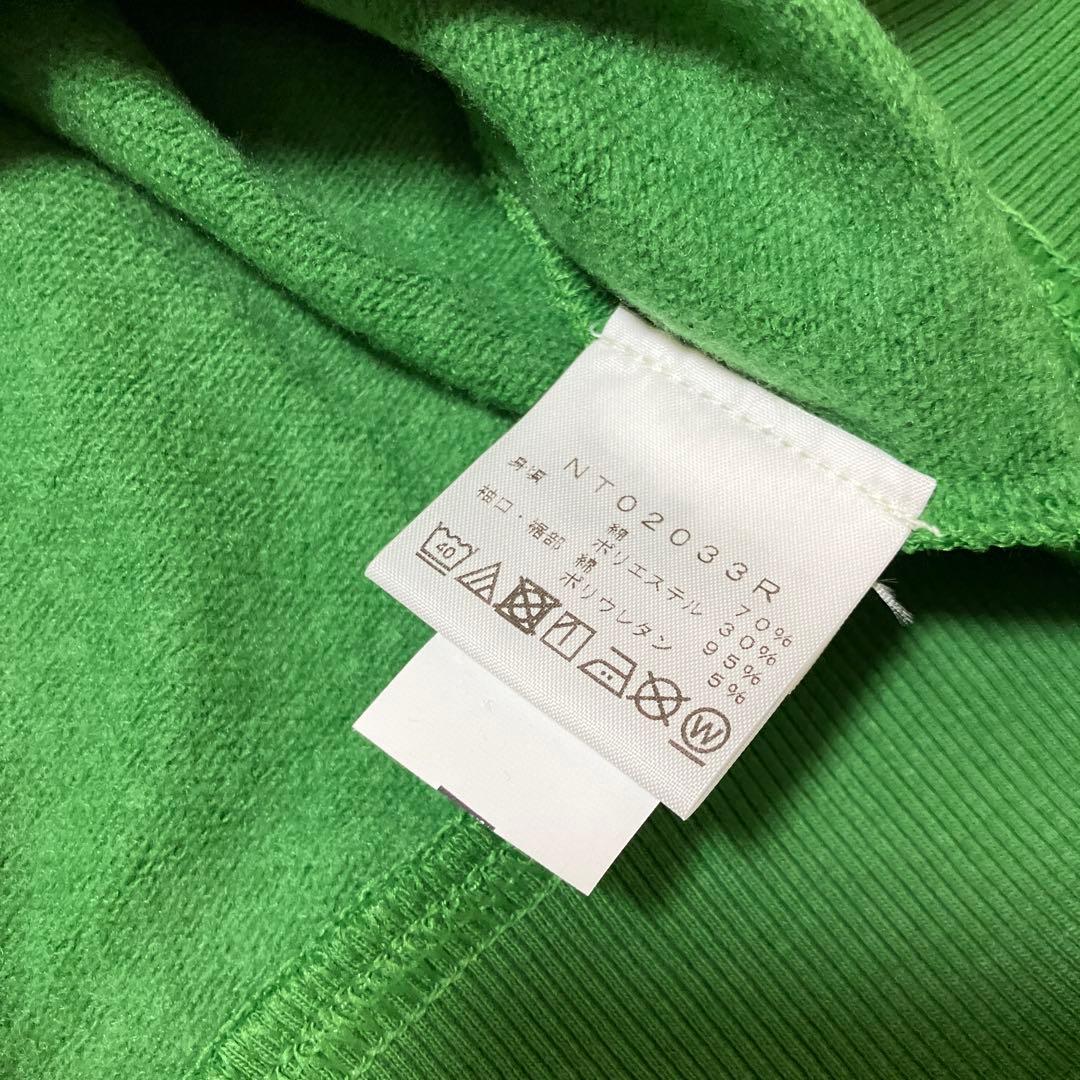 NT02033R
身頃 綿 70%
ポリエステル 30%
袖口・裾部 綿 95%
ポリウレタン 5%
40
W